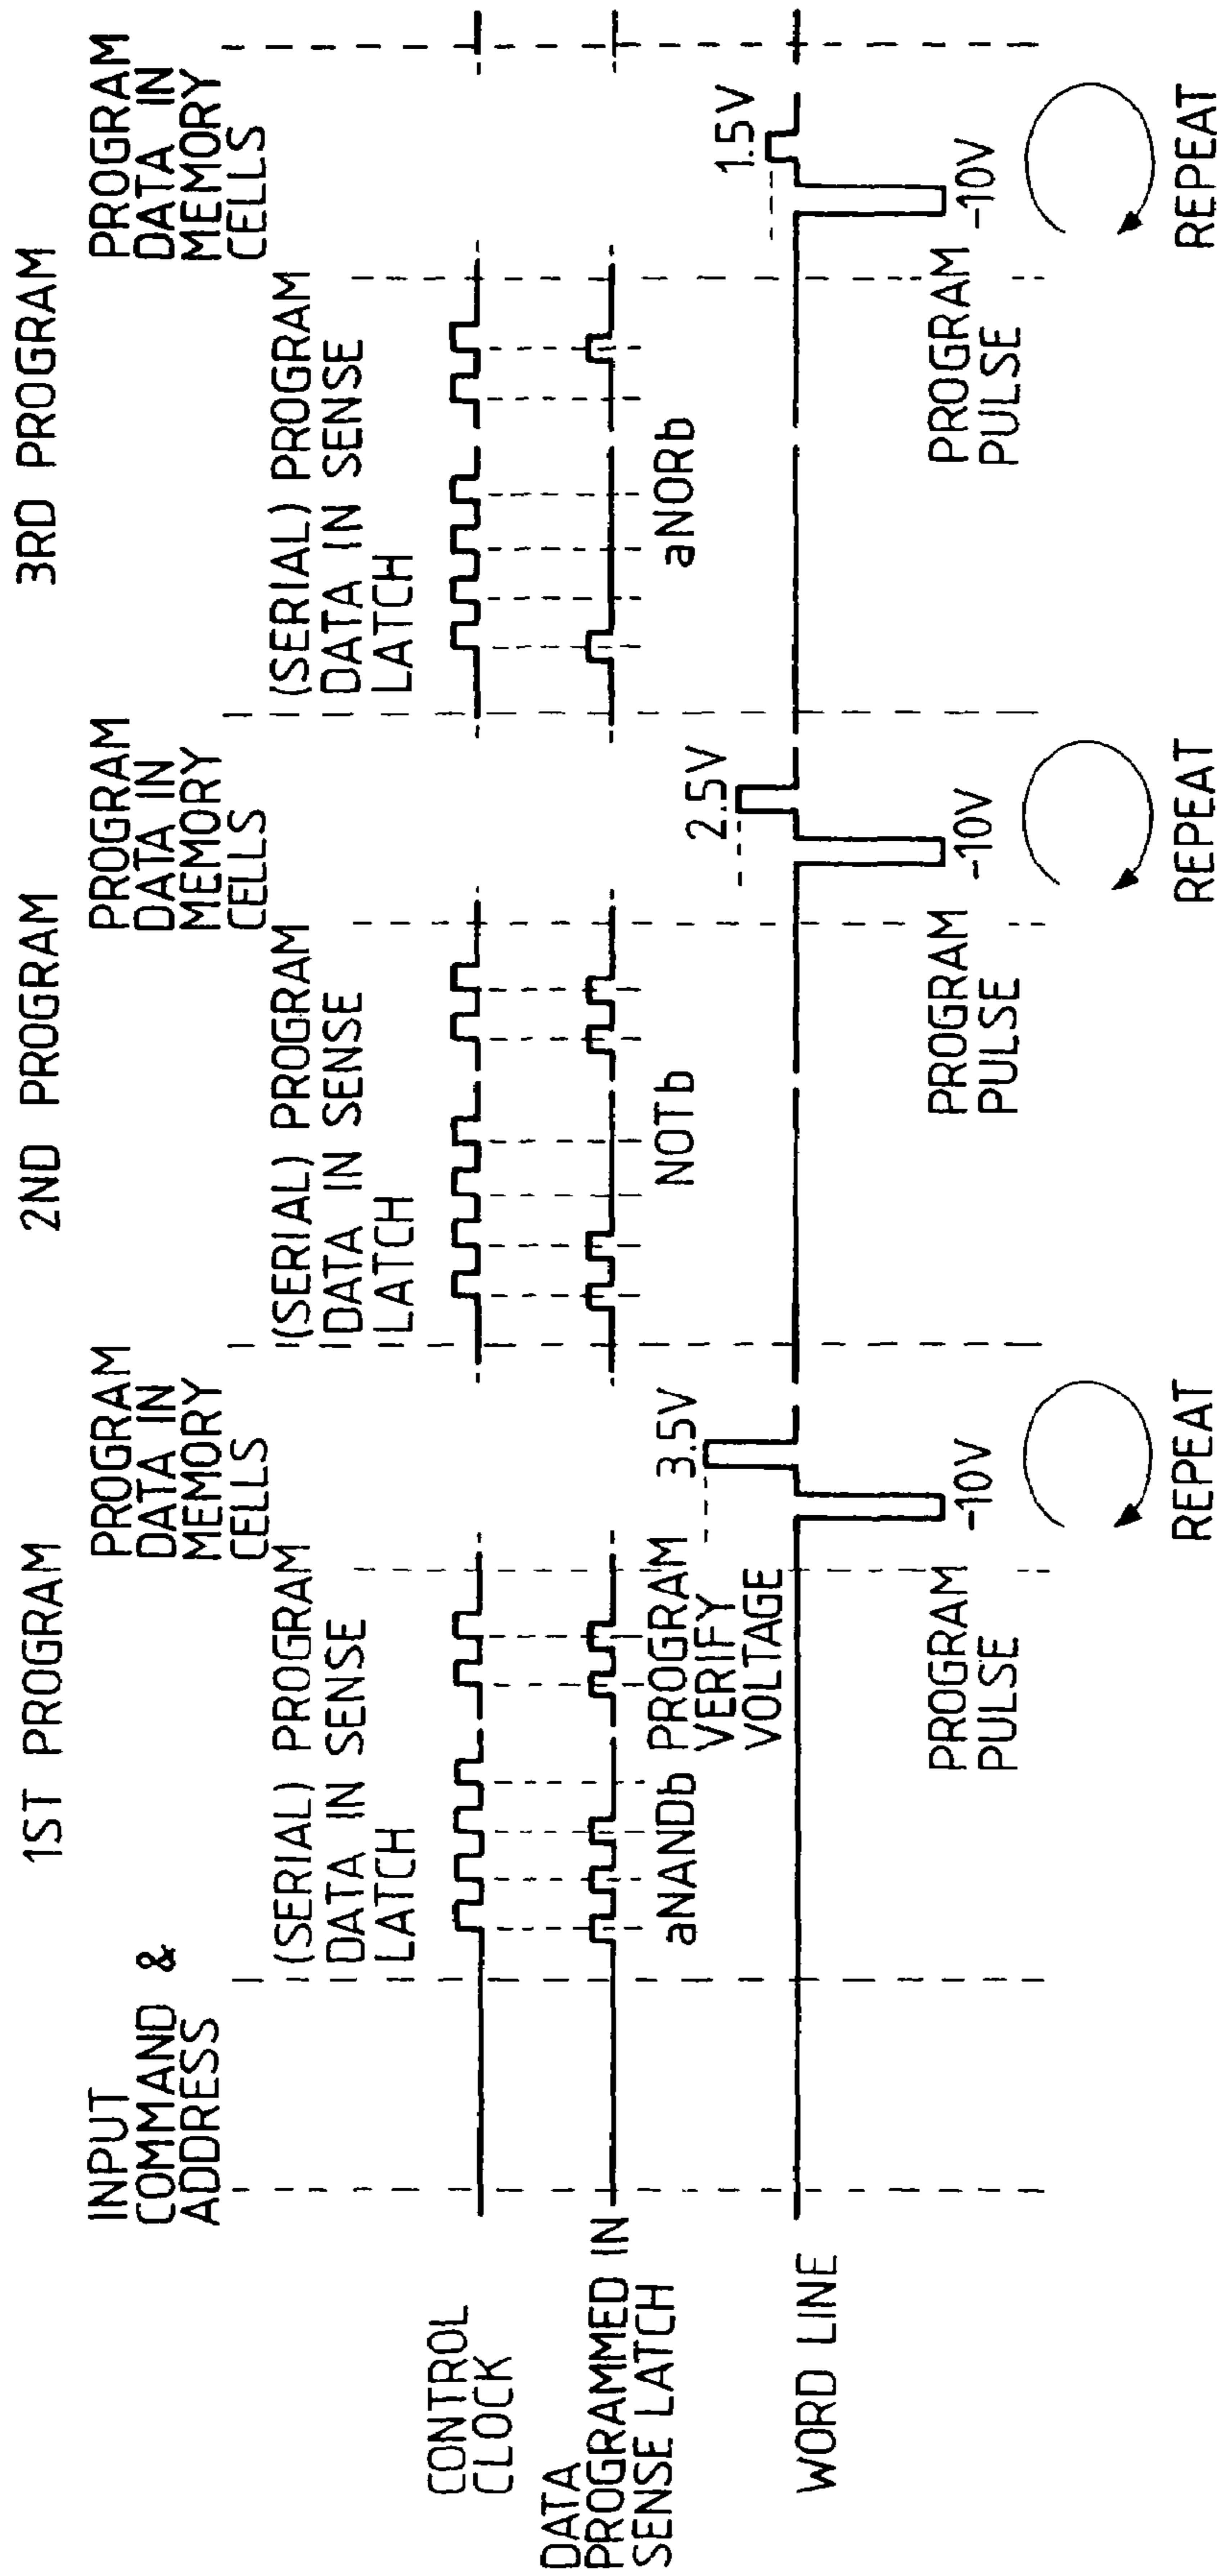 1ST PROGRAM
2ND PROGRAM
3RD PROGRAM
INPUT
COMMAND &
ADDRESS
PROGRAM
DATA IN
MEMORY
CELLS
PROGRAM
DATA IN
MEMORY
CELLS
PROGRAM
DATA IN
MEMORY
CELLS
(SERIAL) PROGRAM
DATA IN SENSE
LATCH
(SERIAL) PROGRAM
DATA IN SENSE
LATCH
(SERIAL) PROGRAM
DATA IN SENSE
LATCH
CONTROL
CLOCK
DATA
PROGRAMMED IN
SENSE LATCH
aNANDb
NOTb
aNORb
PROGRAM
VERIFY
VOLTAGE
3.5V
2.5V
1.5V
WORD LINE
PROGRAM
PULSE
-10V
PROGRAM
PULSE
-10V
PROGRAM
PULSE
-10V
REPEAT
REPEAT
REPEAT